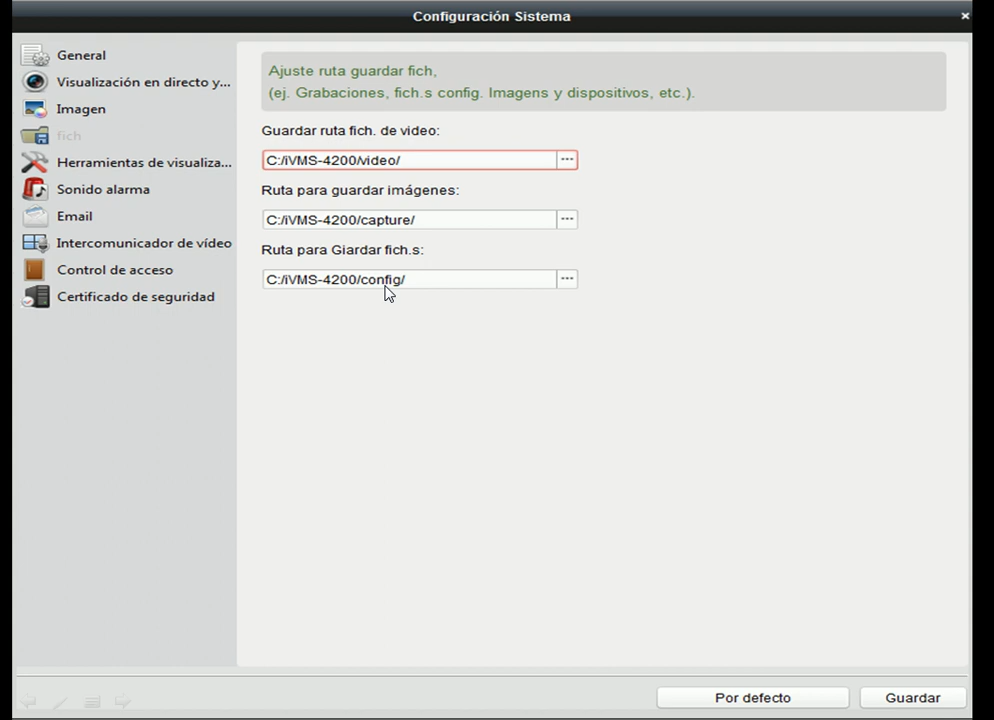 Configuración Sistema
General
Visualización en directo y...
Imagen
fich
Herramientas de visualiza...
Sonido alarma
Email
Intercomunicador de vídeo
Control de acceso
Certificado de seguridad
Ajuste ruta guardar fich,
(ej. Grabaciones, fich.s config. Imagens y dispositivos, etc.).
Guardar ruta fich. de video:
C:/iVMS-4200/video/
Ruta para guardar imágenes:
C:/iVMS-4200/capture/
Ruta para Giardar fich.s:
C:/iVMS-4200/config/
Por defecto
Guardar